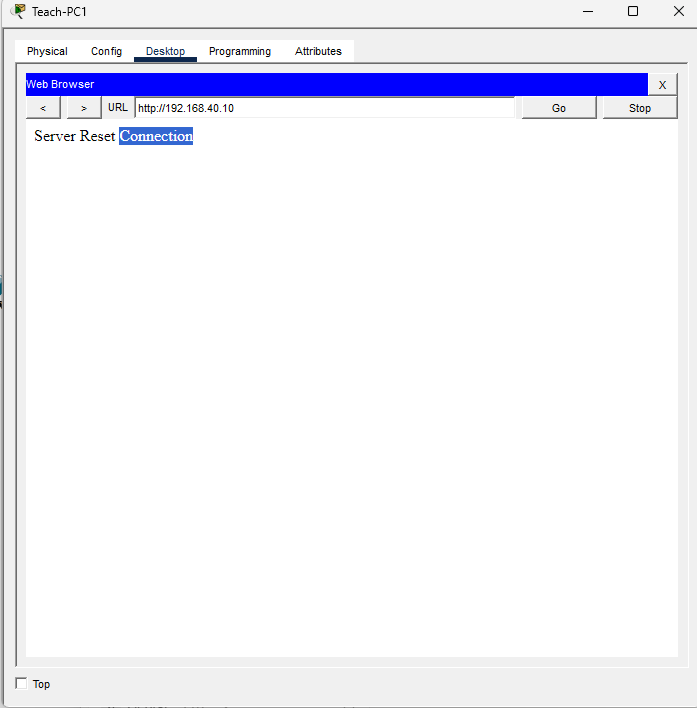 Teach-PC1
Physical Config Desktop Programming Attributes
Web Browser X
< > URL http://192.168.40.10 Go Stop
Server Reset Connection
Top